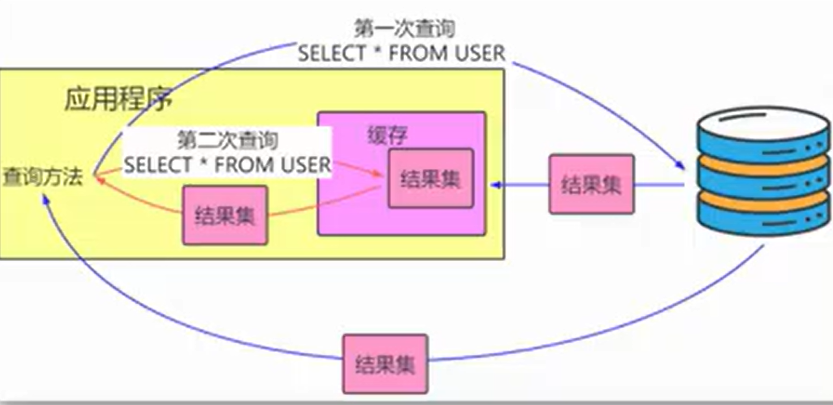 第一次查询
SELECT * FROM USER
应用程序
第二次查询
SELECT * FROM USER
缓存
查询方法
结果集
结果集
结果集
结果集